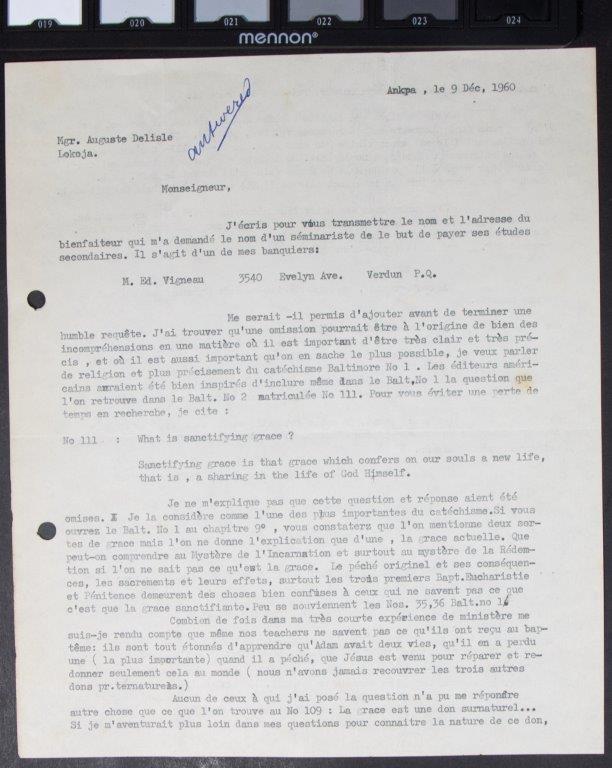 019 020 021 022 023 024
mennon®
Ankpa , le 9 Déc, 1960
answered
Mgr. Auguste Delisle
Lokoja.
Monseigneur,
J'écris pour vous transmettre le nom et l'adresse du
bienfaiteur qui m'a demandé le nom d'un séminariste de le but de payer ses études
secondaires. Il s'agit d'un de mes banquiers:
M. Ed. Vigneau 3540 Evelyn Ave. Verdun P.Q.
Me serait -il permis d'ajouter avant de terminer une
humble requête. J'ai trouver qu'une omission pourrait être à l'origine de bien des
incompréhensions en une matière où il est important d'être très clair et très pré-
cis , et où il est aussi important qu'on en sache le plus possible, je veux parler
de religion et plus précisement du catéchisme Baltimore No 1 . Les éditeurs améri-
cains auraient été bien inspirés d'inclure même dans le Balt,No 1 la question que
l'on retrouve dans le Balt. No 2 matriculée No 111. Pour vous éviter une perte de
temps en recherche, je cite :
No 111 : What is sanctifying grace ?
Sanctifying grace is that grace which confers on our souls a new life,
that is , a sharing in the life of God Himself.
Je ne m'explique pas que cette question et réponse aient été
omises. Je la considère comme l'une des plus importantes du catéchisme.Si vous
ouvrez le Balt. No 1 au chapitre 9° , vous constaterz que l'on mentionne deux sor-
tes de grace mais l'on ne donne l'explication que d'une , la grace actuelle. Que
peut-on comprendre au Mystère de l'Incarnation et surtout au mystère de la Rédem-
tion si l'on ne sait pas ce qu'est la grace. Le péché originel et ses conséquen-
ces, les sacrements et leurs effets, surtout les trois premiers Bapt.Eucharistie
et Pénitence demeurent des choses bien confuses à ceux qui ne savent pas ce que
c'est que la grace sanctifiante.Peu se souviennent les Nos. 35,36 Balt.no 1
Combion de fois dans ma très courte expérience de ministère me
suis-je rendu compte que même nos teachers ne savent pas ce qu'ils ont reçu au bap-
tême: ils sont tout étonnés d'apprendre qu'Adam avait deux vies, qu'il en a perdu
une ( la plus importante) quand il a péché, que Jésus est venu pour réparer et re-
donner seulement cela au monde ( nous n'avons jamais recouvrer les trois autres
dons pr.ternaturels.)
Aucun de ceux à qui j'ai posé la question n'a pu me répondre
autre chose que ce que l'on trouve au No 109 : La grace est une don surnaturel...
Si je m'aventurait plus loin dans mes questions pour connaitre la nature de ce don,